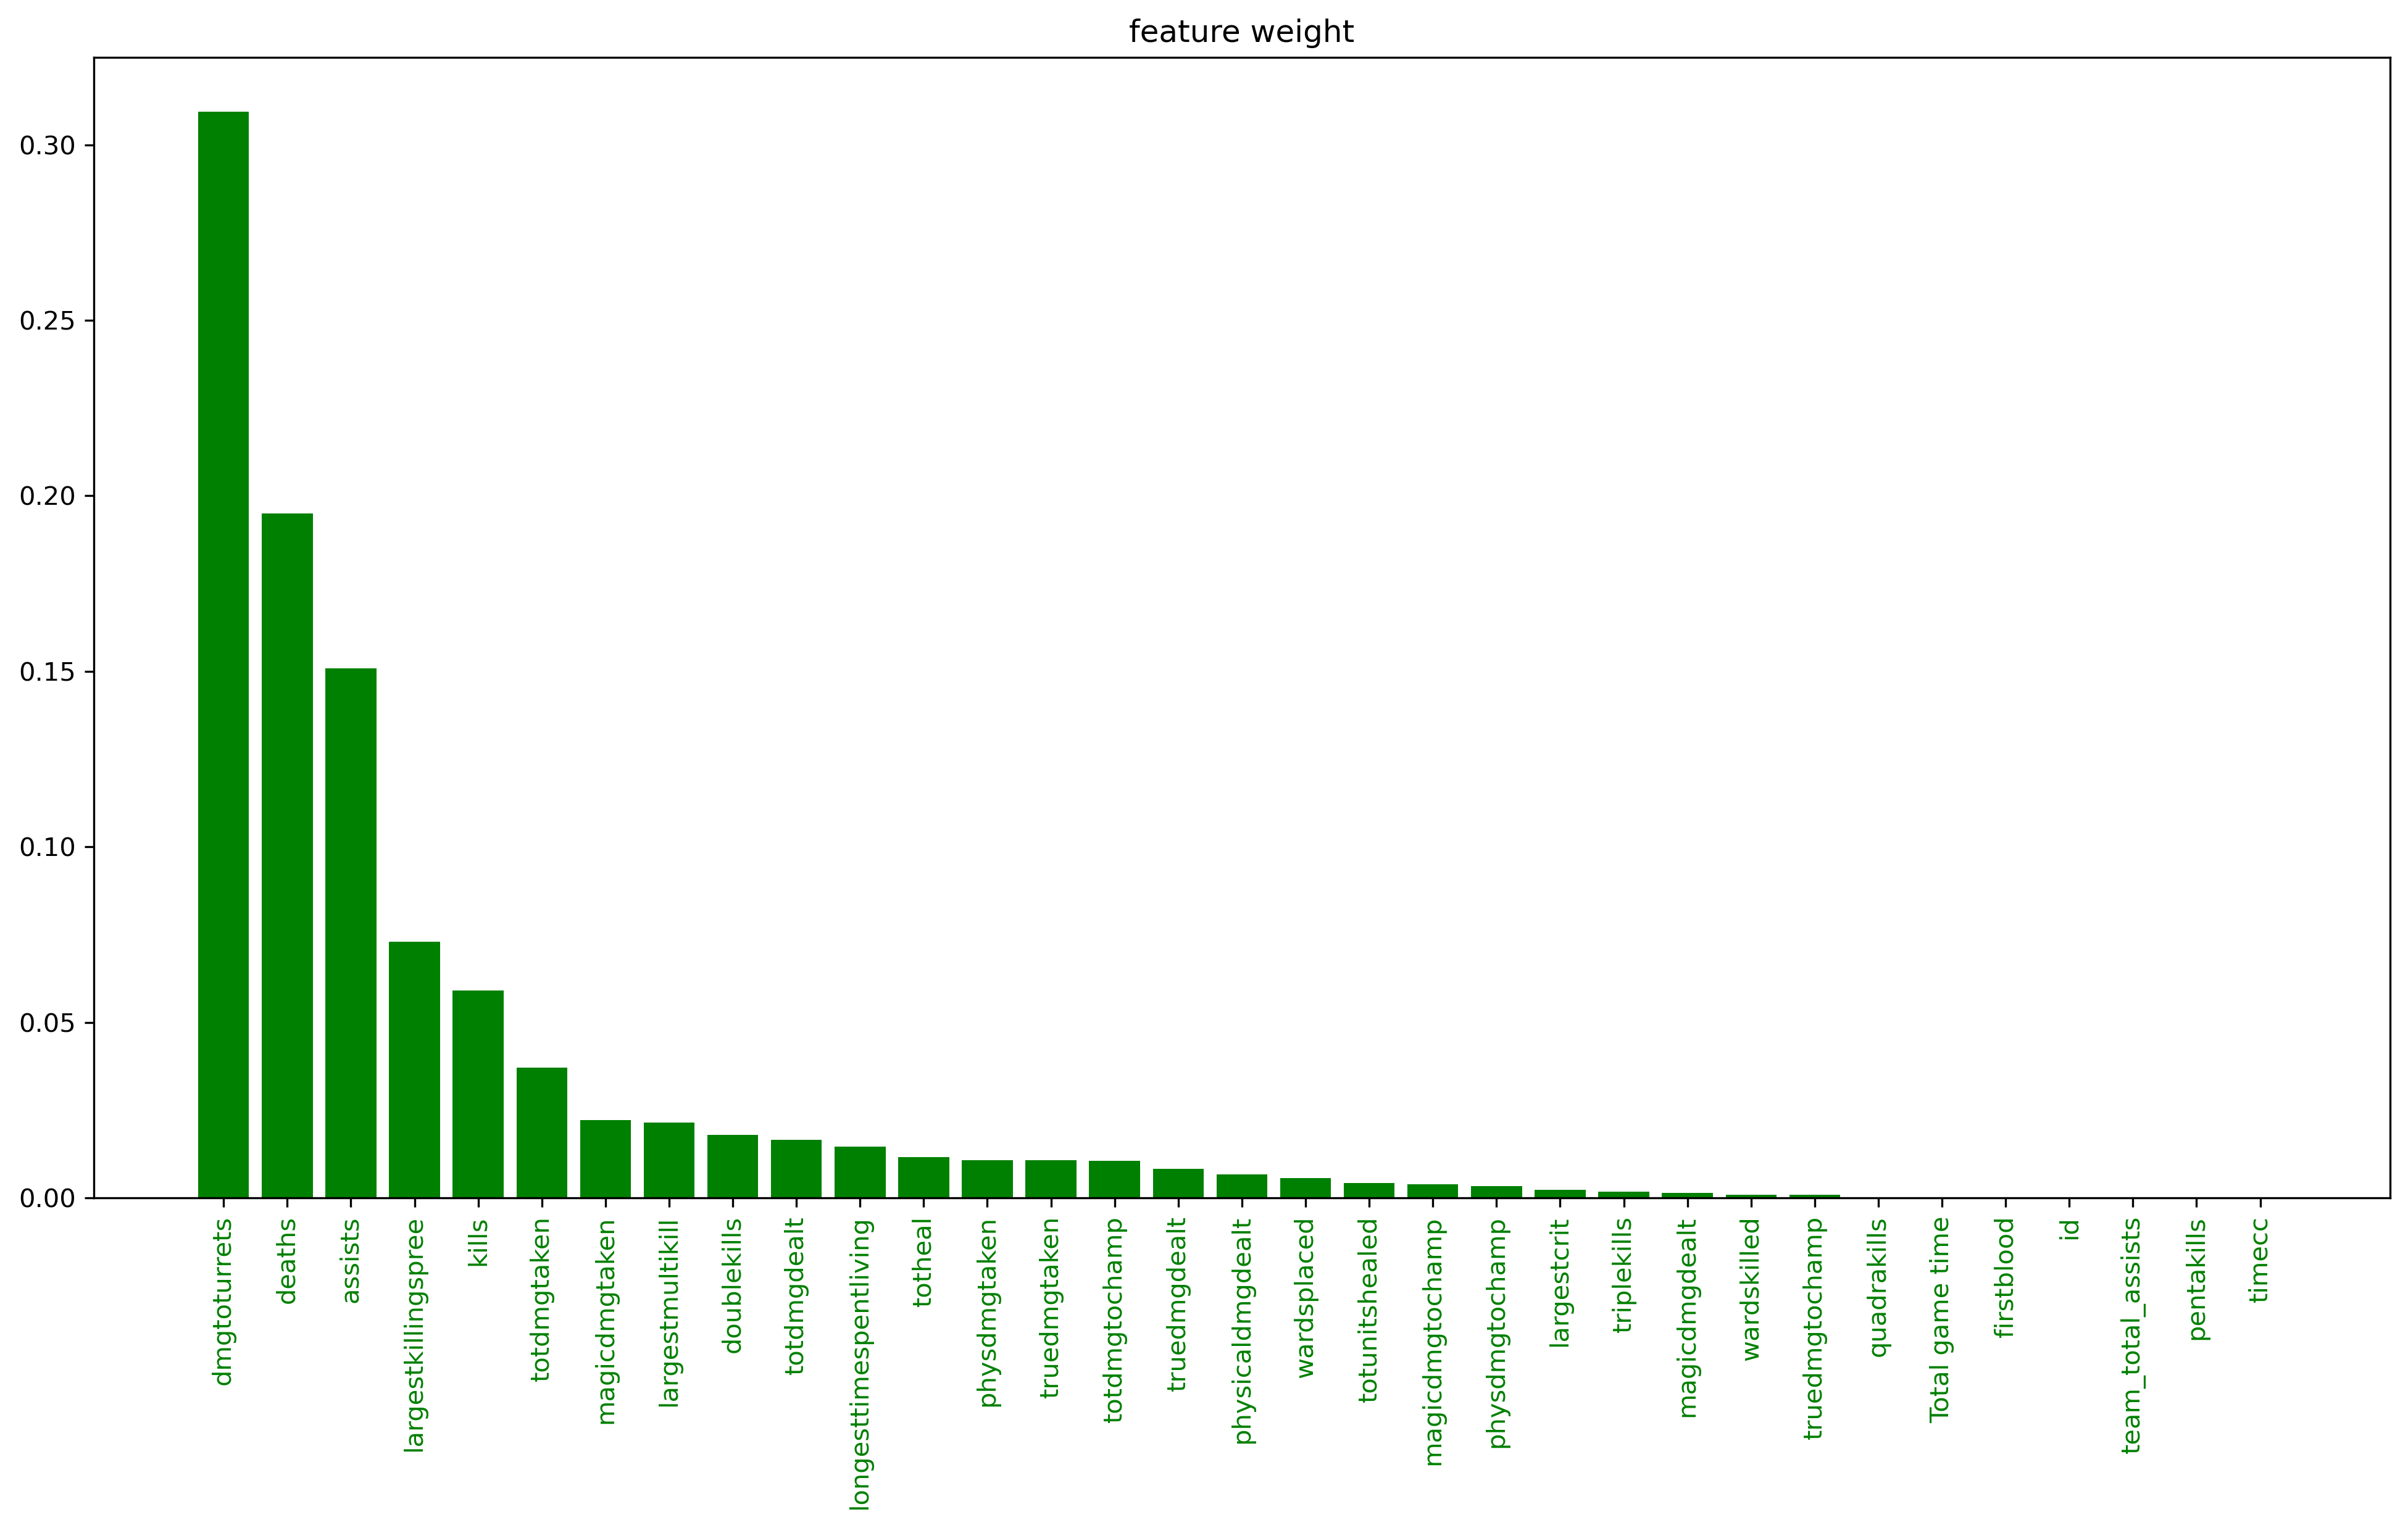 feature weight
0.30
0.25
0.20
0.15
0.10
0.05
0.00
dmgtoturrets
deaths
assists
largestkillingspree
kills
totdmgtaken
magicdmgtaken
largestmultikill
doublekills
totdmgdealt
longesttimespentliving
totheal
physdmgtaken
truedmgtaken
totdmgtochamp
truedmgdealt
physicaldmgdealt
wardsplaced
totunitshealed
magicdmgtochamp
physdmgtochamp
largestcrit
triplekills
magicdmgdealt
wardskilled
truedmgtochamp
quadrakills
Total game time
firstblood
id
team_total_assists
pentakills
timecc